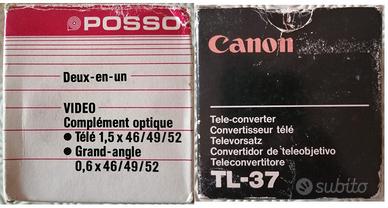 POSSO
Deux-en-un
VIDEO
Complément optique
● Télé 1,5 x 46/49/52
● Grand-angle
0,6 x 46/49/52
Canon
Tele-converter
Convertisseur télé
Televorsatz
Convertidor de teleobjetivo
Teleconvertitore
TL-37
subito